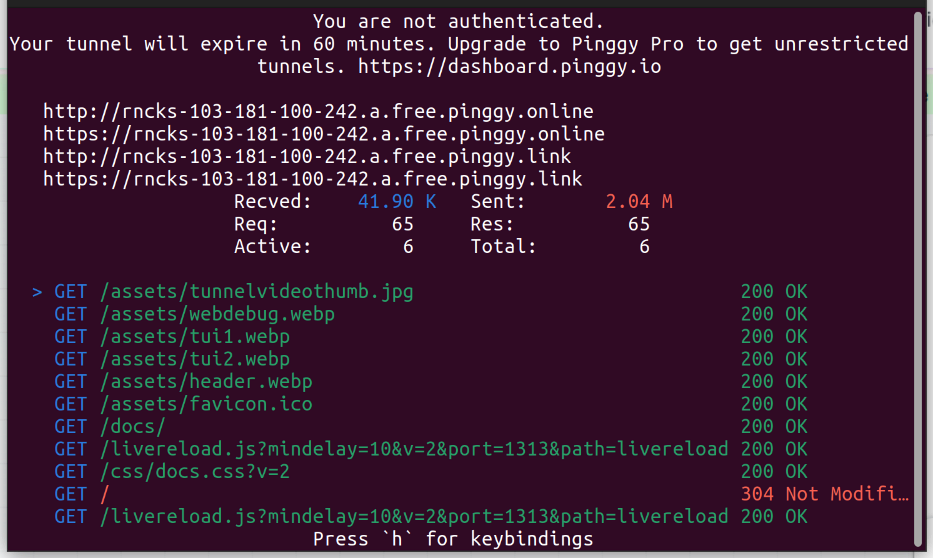 You are not authenticated.
Your tunnel will expire in 60 minutes. Upgrade to Pinggy Pro to get unrestricted
tunnels. https://dashboard.pinggy.io
http://rncks-103-181-100-242.a.free.pinggy.online
https://rncks-103-181-100-242.a.free.pinggy.online
http://rncks-103-181-100-242.a.free.pinggy.link
https://rncks-103-181-100-242.a.free.pinggy.link
Recved: 41.90 K Sent: 2.04 M
Req: 65 Res: 65
Active: 6 Total: 6
> GET /assets/tunnelvideothumb.jpg 200 OK
GET /assets/webdebug.webp 200 OK
GET /assets/tui1.webp 200 OK
GET /assets/tui2.webp 200 OK
GET /assets/header.webp 200 OK
GET /assets/favicon.ico 200 OK
GET /docs/ 200 OK
GET /livereload.js?mindelay=10&v=2&port=1313&path=livereload 200 OK
GET /css/docs.css?v=2 200 OK
GET / 304 Not Modifi…
GET /livereload.js?mindelay=10&v=2&port=1313&path=livereload 200 OK
Press `h` for keybindings